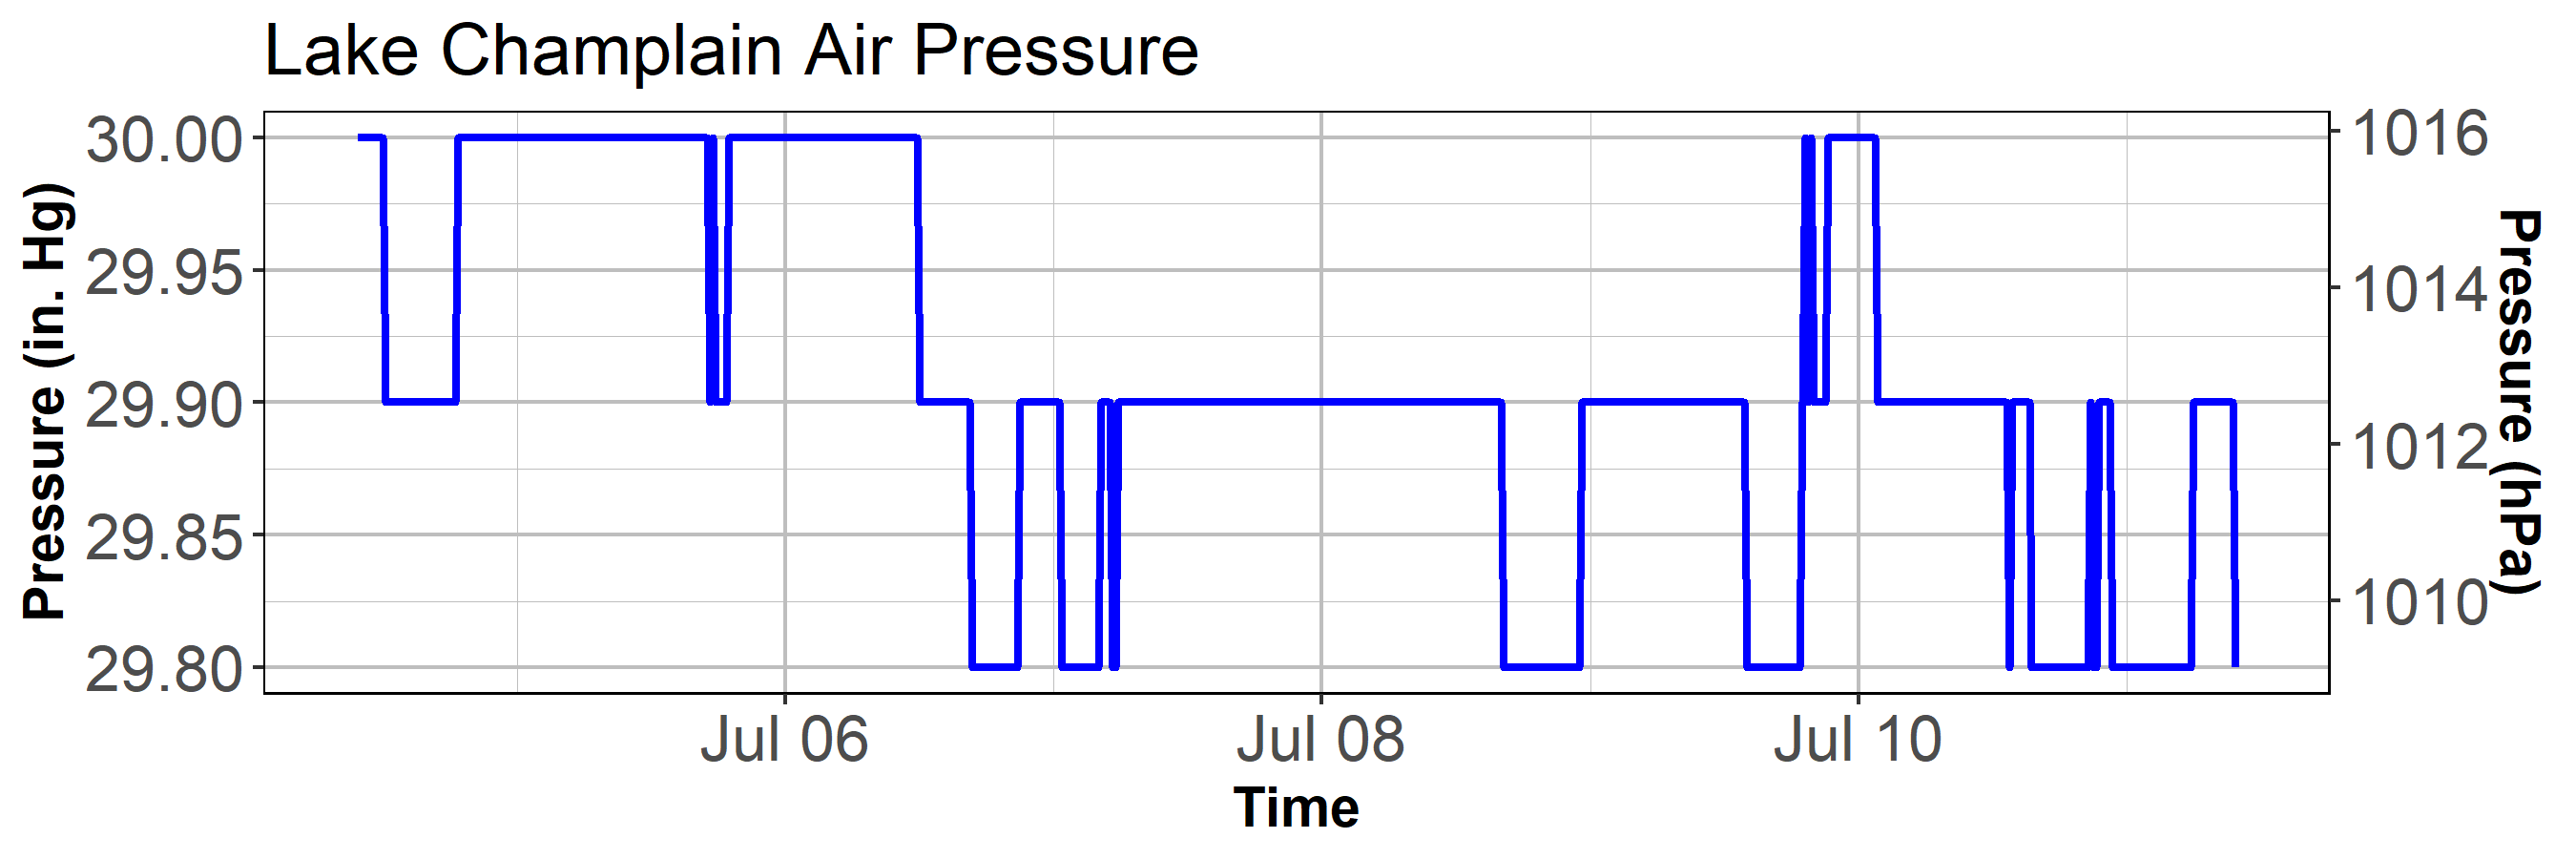 Lake Champlain Air Pressure
Pressure (in. Hg)
30.00
29.95
29.90
29.85
29.80
1016
1014
1012
1010
Pressure (hPa)
Jul 06 Jul 08 Jul 10
Time